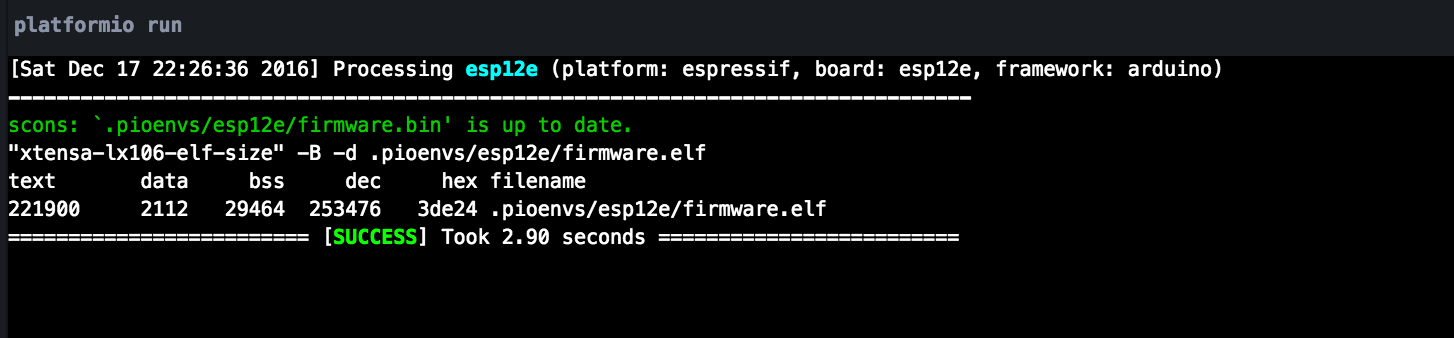 platformio run
[Sat Dec 17 22:26:36 2016] Processing esp12e (platform: espressif, board: esp12e, framework: arduino)
--------------------------------------------------------------------------------
scons: `.pioenvs/esp12e/firmware.bin' is up to date.
"xtensa-lx106-elf-size" -B -d .pioenvs/esp12e/firmware.elf
text       data     bss     dec     hex filename
221900     2112   29464  253476   3de24 .pioenvs/esp12e/firmware.elf
========================= [SUCCESS] Took 2.90 seconds =========================